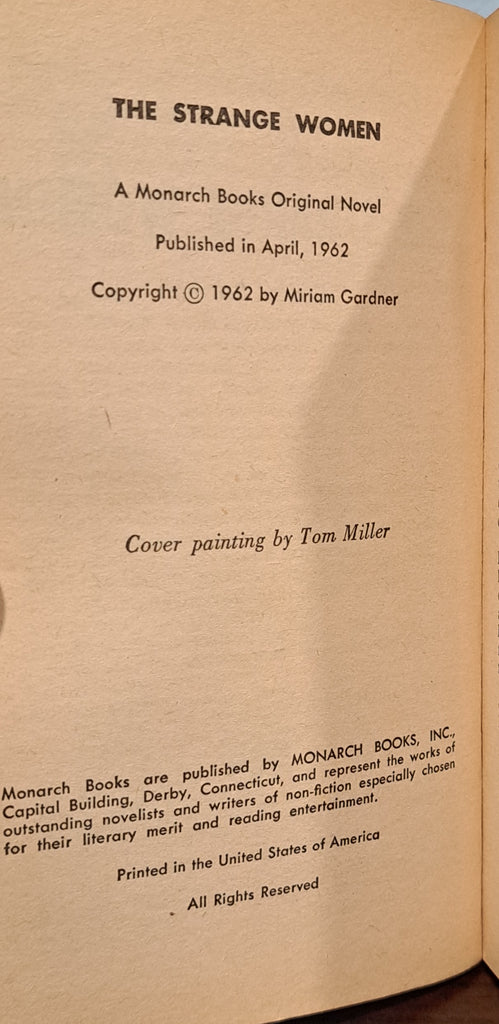 THE STRANGE WOMEN
A Monarch Books Original Novel
Published in April, 1962
Copyright © 1962 by Miriam Gardner
Cover painting by Tom Miller
Monarch Books are published by MONARCH BOOKS, INC.,
Capital Building, Derby, Connecticut, and represent the works of
outstanding novelists and writers of non-fiction especially chosen
for their literary merit and reading entertainment.
Printed in the United States of America
All Rights Reserved